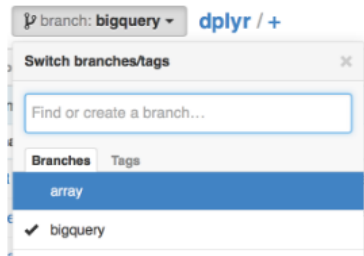 branch: bigquery dplyr / +
Switch branches/tags ×
Find or create a branch...
Branches Tags
array
bigquery